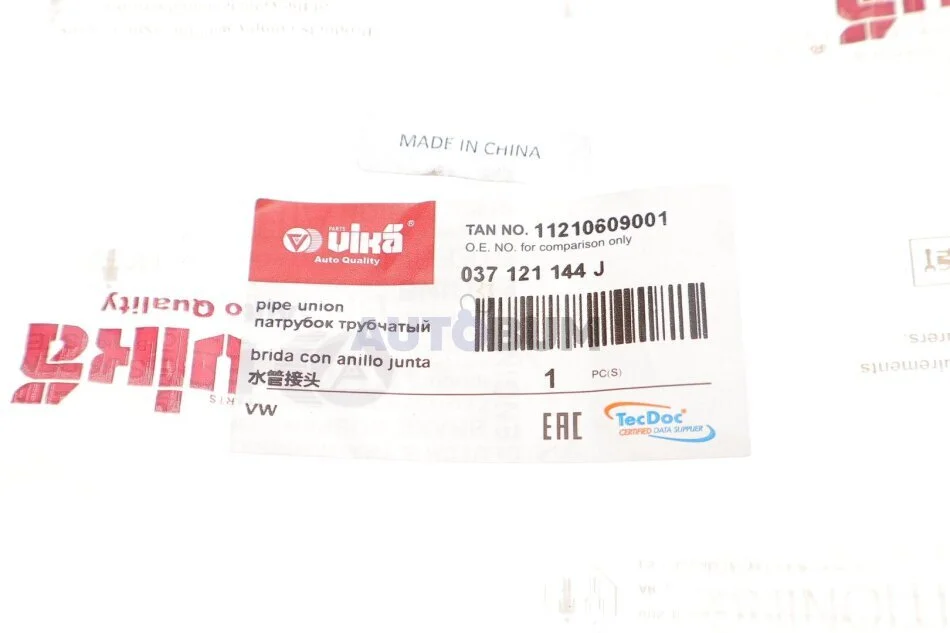 MADE IN CHINA
PARTS
vika®
Auto Quality
TAN NO. 11210609001
O.E. NO. for comparison only
037 121 144 J
pipe union
патрубок трубчатый
AUTOBUM
brida con anillo junta
水管接头
1 PC(S)
VW
EAC
TecDoc®
CERTIFIED DATA SUPPLIER